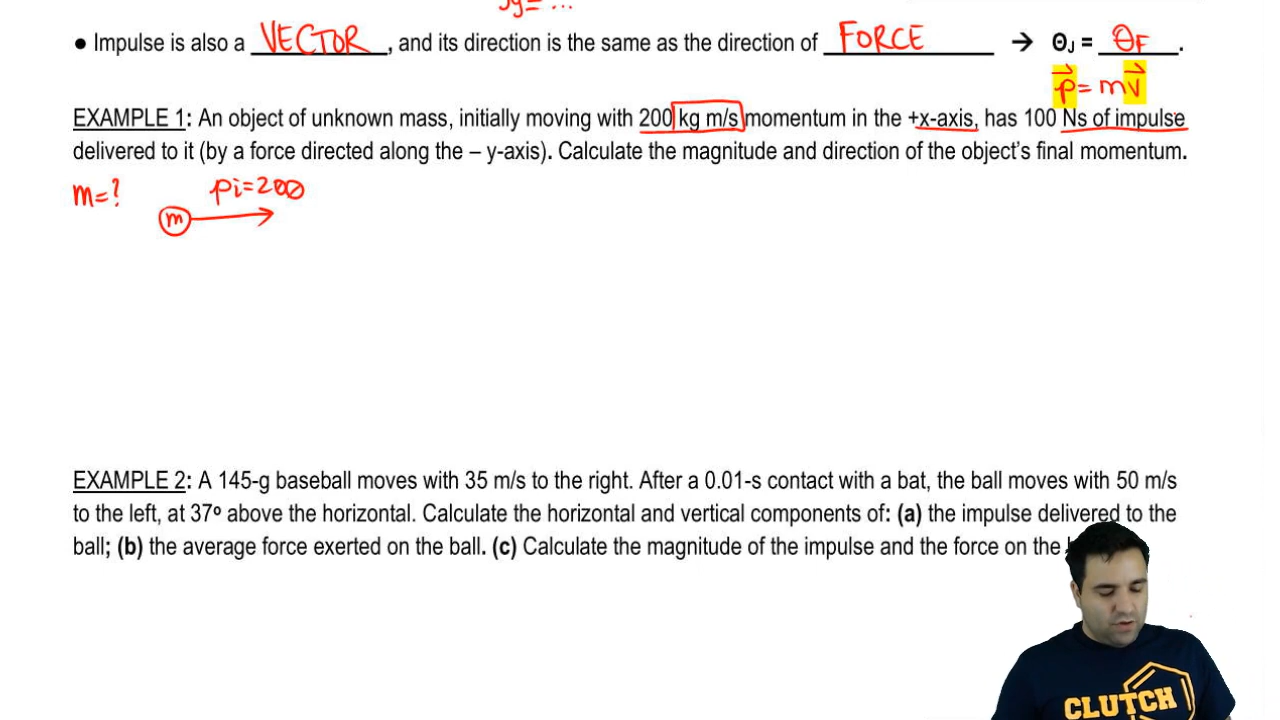 Jy= ...
● Impulse is also a VECTOR, and its direction is the same as the direction of FORCE → θJ = θF.
p = mv
EXAMPLE 1: An object of unknown mass, initially moving with 200 kg m/s momentum in the +x-axis, has 100 Ns of impulse
delivered to it (by a force directed along the – y-axis). Calculate the magnitude and direction of the object's final momentum.
m=? pi=200
m
EXAMPLE 2: A 145-g baseball moves with 35 m/s to the right. After a 0.01-s contact with a bat, the ball moves with 50 m/s
to the left, at 37º above the horizontal. Calculate the horizontal and vertical components of: (a) the impulse delivered to the
ball; (b) the average force exerted on the ball. (c) Calculate the magnitude of the impulse and the force on the
CLUTCH